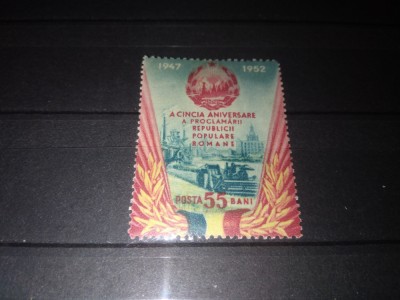 1947 1952
A CINCIA ANIVERSARE
A PROCLAMĂRII
REPUBLICII
POPULARE
ROMÂNE
POSTA 55 BANI